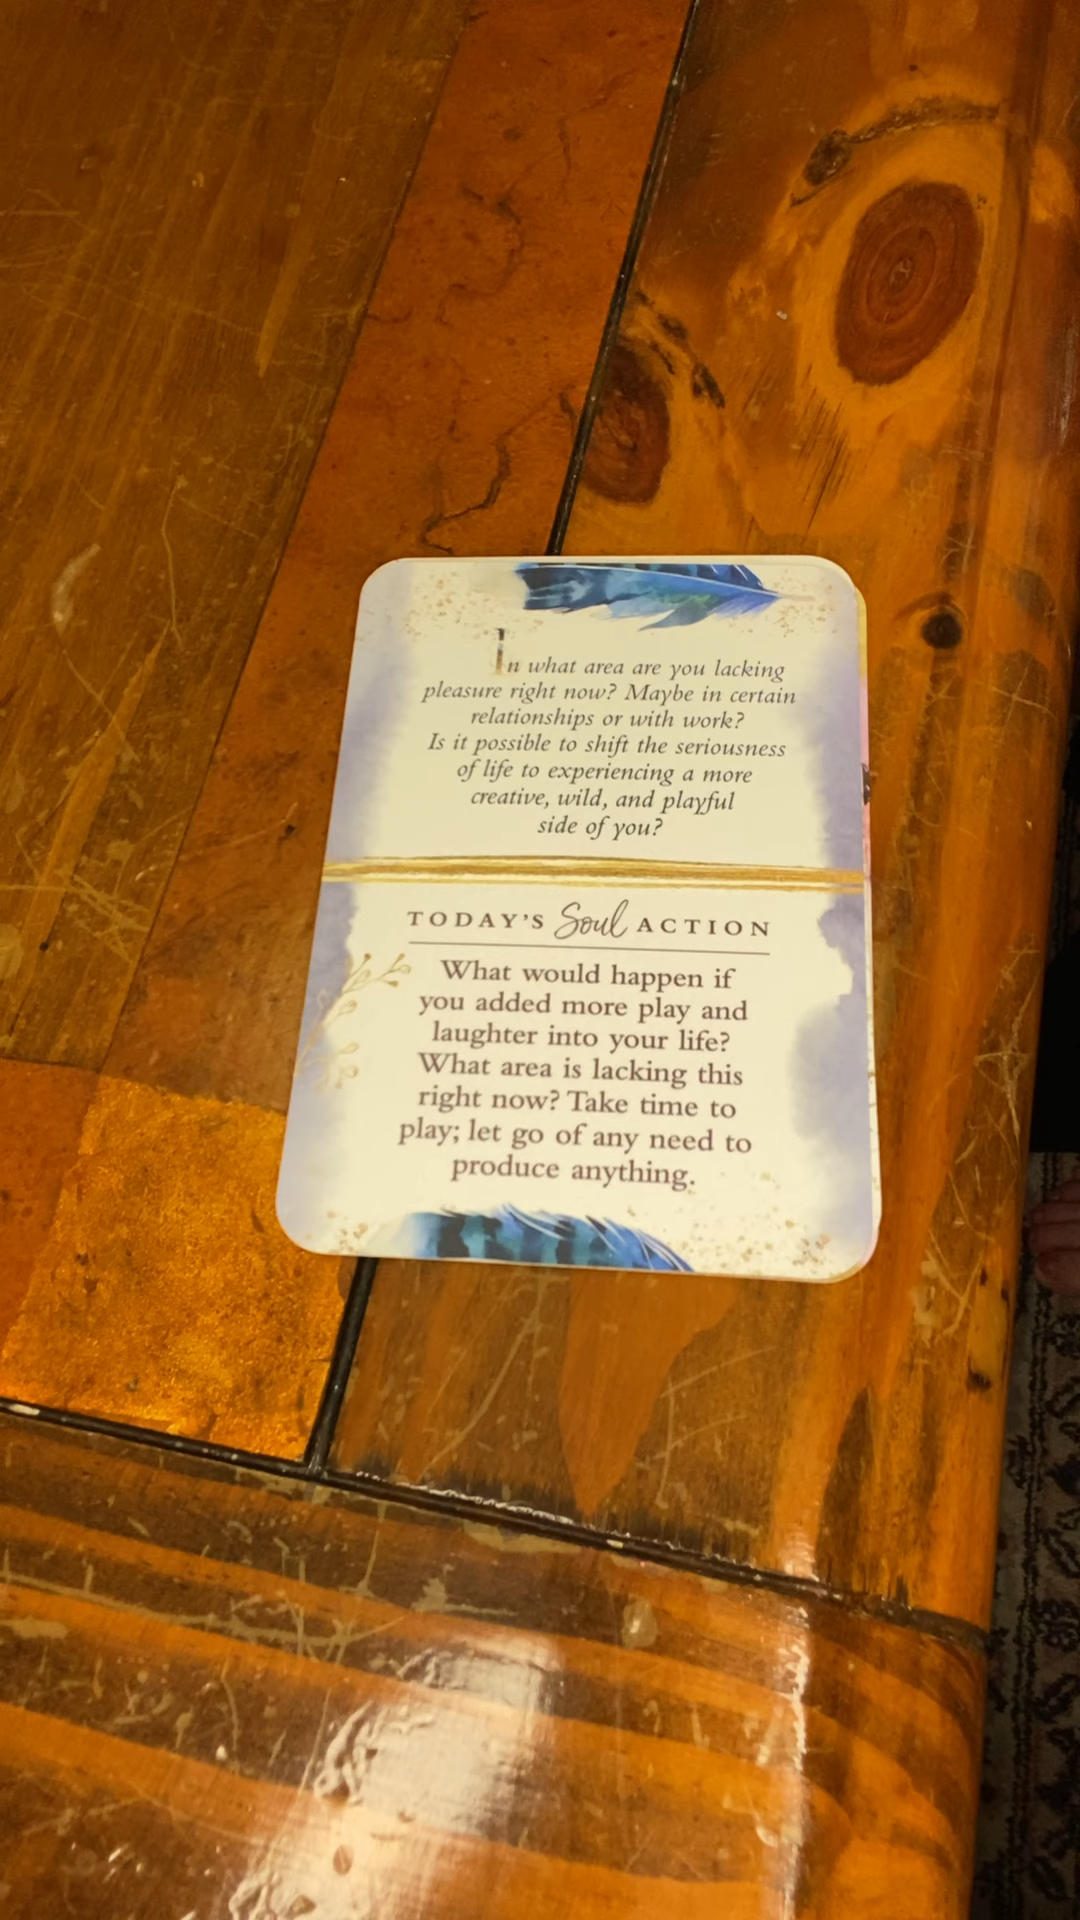 In what area are you lacking
pleasure right now? Maybe in certain
relationships or with work?
Is it possible to shift the seriousness
of life to experiencing a more
creative, wild, and playful
side of you?
TODAY'S Soul ACTION
What would happen if
you added more play and
laughter into your life?
What area is lacking this
right now? Take time to
play; let go of any need to
produce anything.